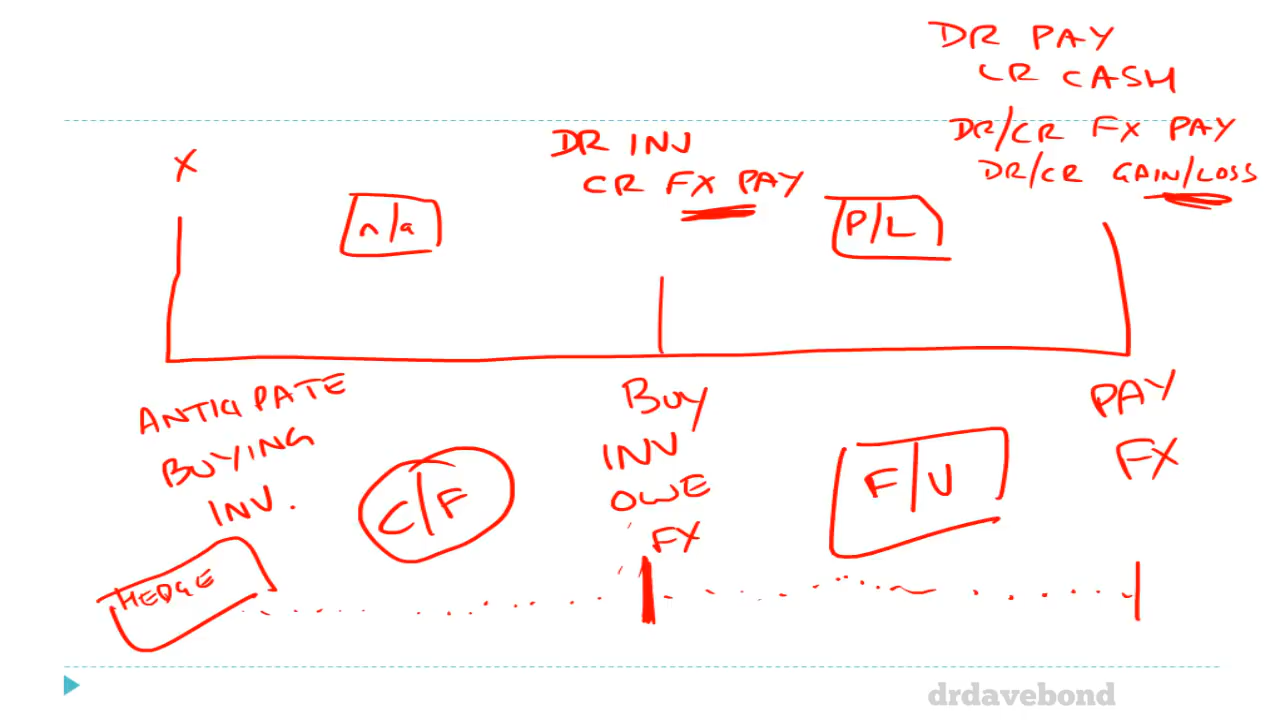 DR PAY
CR CASH
DR/CR FX PAY
DR/CR GAIN/LOSS
X
DR INV
CR FX PAY
n/a
P/L
ANTICIPATE
BUYING
INV.
BUY
INV
OWE
FX
PAY
FX
C/F
F/V
HEDGE
drdavebond